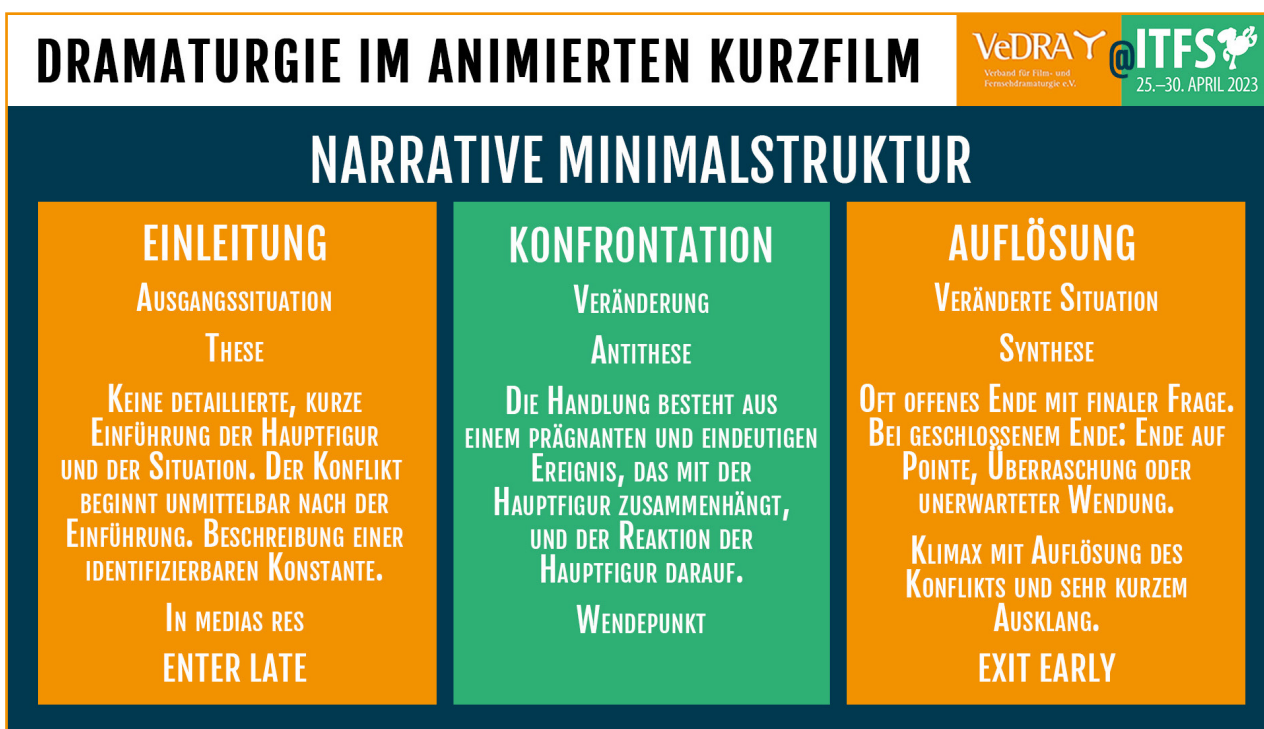 DRAMATURGIE IM ANIMIERTEN KURZFILM
VeDRA
Verband für Film- und
Fernsehdramaturgie e.V.
@ITFS
25.–30. APRIL 2023
NARRATIVE MINIMALSTRUKTUR
EINLEITUNG
AUSGANGSSITUATION
THESE
KEINE DETAILLIERTE, KURZE
EINFÜHRUNG DER HAUPTFIGUR
UND DER SITUATION. DER KONFLIKT
BEGINNT UNMITTELBAR NACH DER
EINFÜHRUNG. BESCHREIBUNG EINER
IDENTIFIZIERBAREN KONSTANTE.
IN MEDIAS RES
ENTER LATE
KONFRONTATION
VERÄNDERUNG
ANTITHESE
DIE HANDLUNG BESTEHT AUS
EINEM PRÄGNANTEN UND EINDEUTIGEN
EREIGNIS, DAS MIT DER
HAUPTFIGUR ZUSAMMENHÄNGT,
UND DER REAKTION DER
HAUPTFIGUR DARAUF.
WENDEPUNKT
AUFLÖSUNG
VERÄNDERTE SITUATION
SYNTHESE
OFT OFFENES ENDE MIT FINALER FRAGE.
BEI GESCHLOSSENEM ENDE: ENDE AUF
POINTE, ÜBERRASCHUNG ODER
UNERWARTETER WENDUNG.
KLIMAX MIT AUFLÖSUNG DES
KONFLIKTS UND SEHR KURZEM
AUSKLANG.
EXIT EARLY